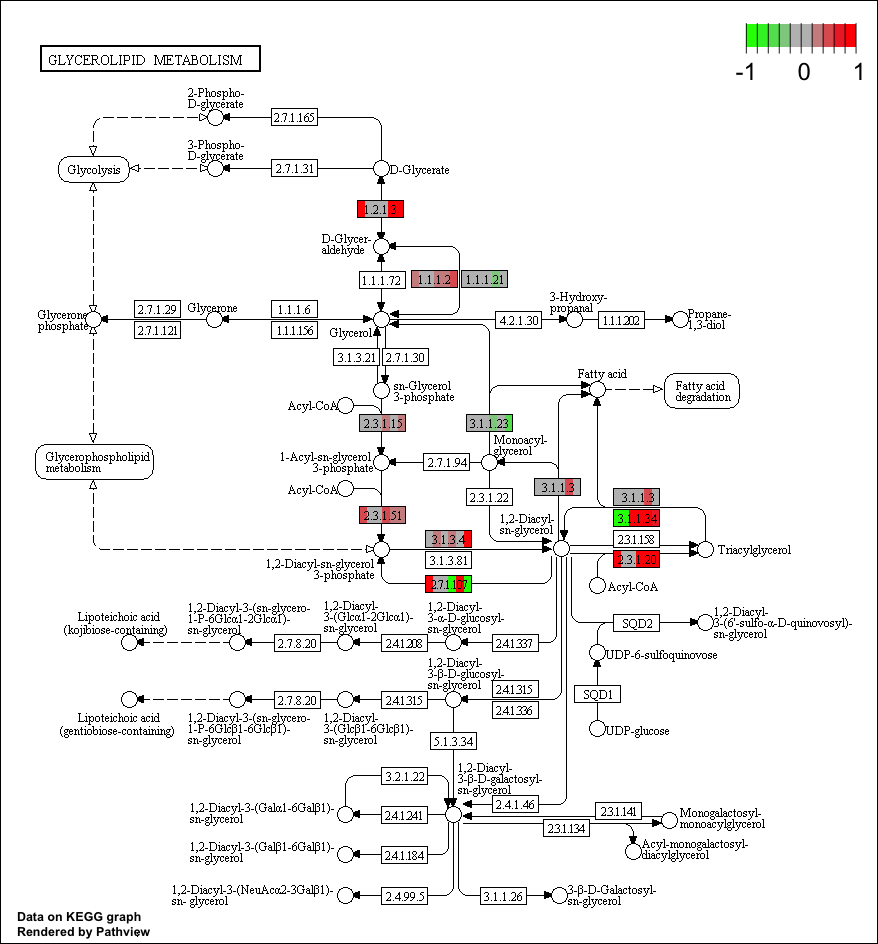 -1 0 1
GLYCEROLIPID METABOLISM
2-Phospho-
D-glycerate
2.7.1.165
3-Phospho-
D-glycerate
Glycolysis
2.7.1.31
D-Glycerate
1.2.1.3
D-Glycer-
aldehyde
1.1.1.72
1.1.1.2
1.1.1.21
Glycerone
phosphate
2.7.1.29
2.7.1.121
Glycerone
1.1.1.6
1.1.1.156
Glycerol
4.2.1.30
3-Hydroxy-
propanal
1.1.1.202
Propane-
1,3-diol
3.1.3.21
2.7.1.30
sn-Glycerol
3-phosphate
Fatty acid
Fatty acid
degradation
Acyl-CoA
2.3.1.15
3.1.1.23
Monoacyl-
glycerol
Glycerophospholipid
metabolism
1-Acyl-sn-glycerol
3-phosphate
2.7.1.94
Acyl-CoA
2.3.1.22
3.1.1.3
3.1.1.3
2.3.1.51
1,2-Diacyl-
sn-glycerol
3.1.1.34
3.1.3.4
2.3.1.158
3.1.3.81
Triacylglycerol
2.3.1.20
1,2-Diacyl-sn-glycerol
3-phosphate
2.7.1.107
Acyl-CoA
Lipoteichoic acid
(kojibiose-containing)
1,2-Diacyl-3-(sn-glycero-
1-P-6Glcα1-2Glcα1)-
sn-glycerol
2.7.8.20
1,2-Diacyl-
3-(Glcα1-2Glcα1)-
sn-glycerol
2.4.1.208
1,2-Diacyl-
3-α-D-glucosyl-
sn-glycerol
2.4.1.337
SQD2
1,2-Diacyl-
3-(6'-sulfo-α-D-quinovosyl)-
sn-glycerol
UDP-6-sulfoquinovose
1,2-Diacyl-
3-β-D-glucosyl-
sn-glycerol
2.4.1.315
2.4.1.336
SQD1
2.7.8.20
2.4.1.315
Lipoteichoic acid
(gentiobiose-containing)
1,2-Diacyl-3-(sn-glycero-
1-P-6Glcβ1-6Glcβ1)-
sn-glycerol
1,2-Diacyl-
3-(Glcβ1-6Glcβ1)-
sn-glycerol
UDP-glucose
5.1.3.34
3.2.1.22
1,2-Diacyl-
3-β-D-galactosyl-
sn-glycerol
2.4.1.46
1,2-Diacyl-3-(Galα1-6Galβ1)-
sn-glycerol
2.4.1.241
2.3.1.141
2.3.1.134
Monogalactosyl-
monoacylglycerol
Acyl-monogalactosyl-
diacylglycerol
1,2-Diacyl-3-(Galβ1-6Galβ1)-
sn-glycerol
2.4.1.184
1,2-Diacyl-3-(NeuAcα2-3Galβ1)-
sn- glycerol
2.4.99.5
3.1.1.26
3-β-D-Galactosyl-
sn-glycerol
Data on KEGG graph
Rendered by Pathview